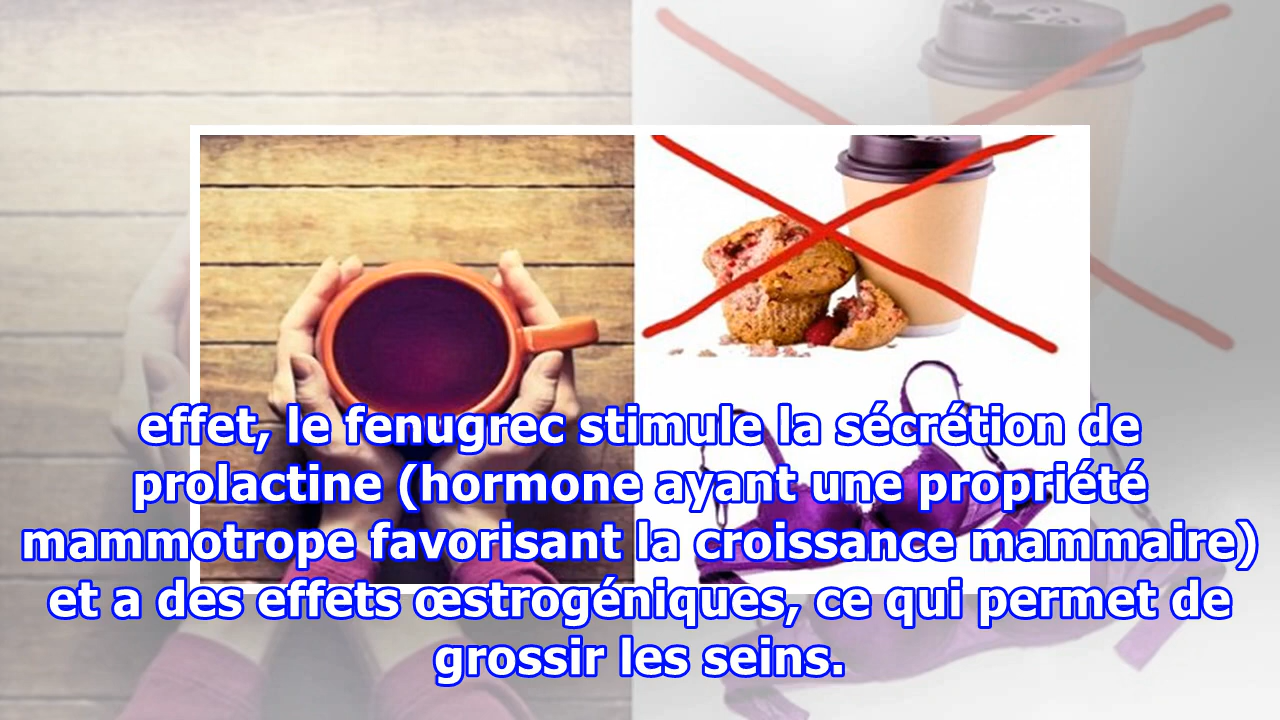 effet, le fenugrec stimule la sécrétion de
prolactine (hormone ayant une propriété
mammotrope favorisant la croissance mammaire)
et a des effets œstrogéniques, ce qui permet de
grossir les seins.